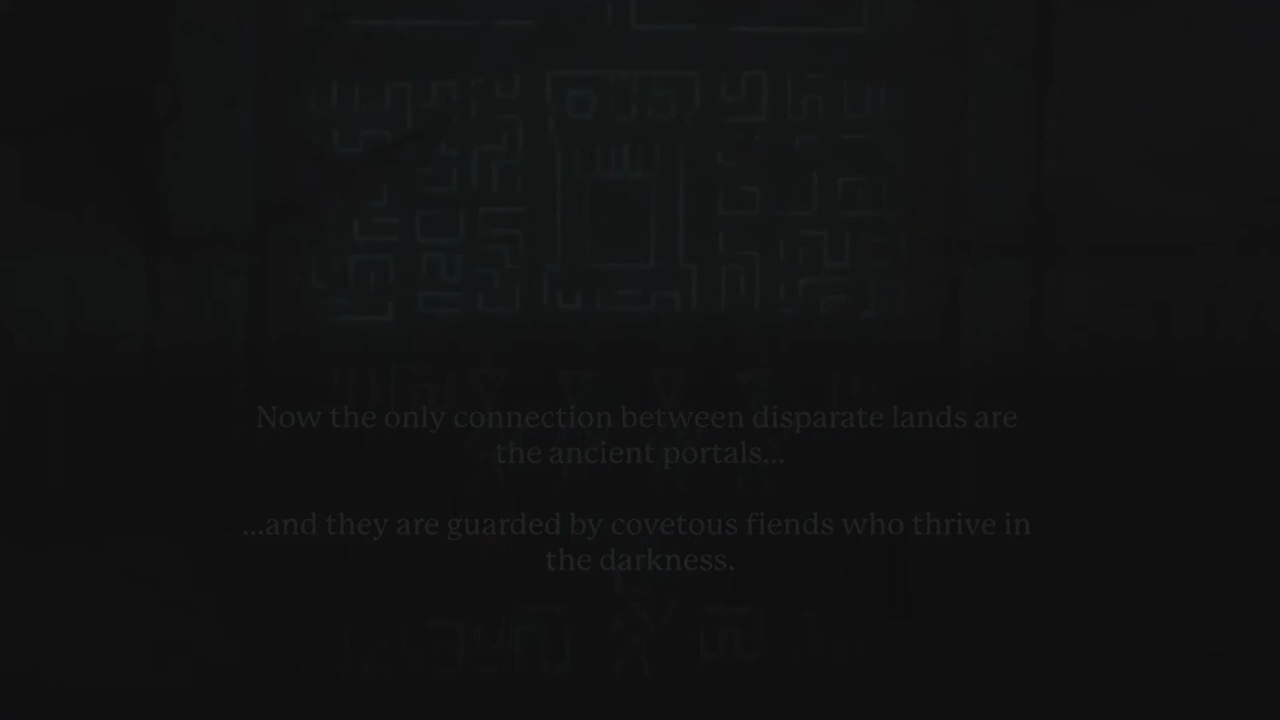 Now the only connection between disparate lands are
the ancient portals...
...and they are guarded by covetous fiends who thrive in
the darkness.